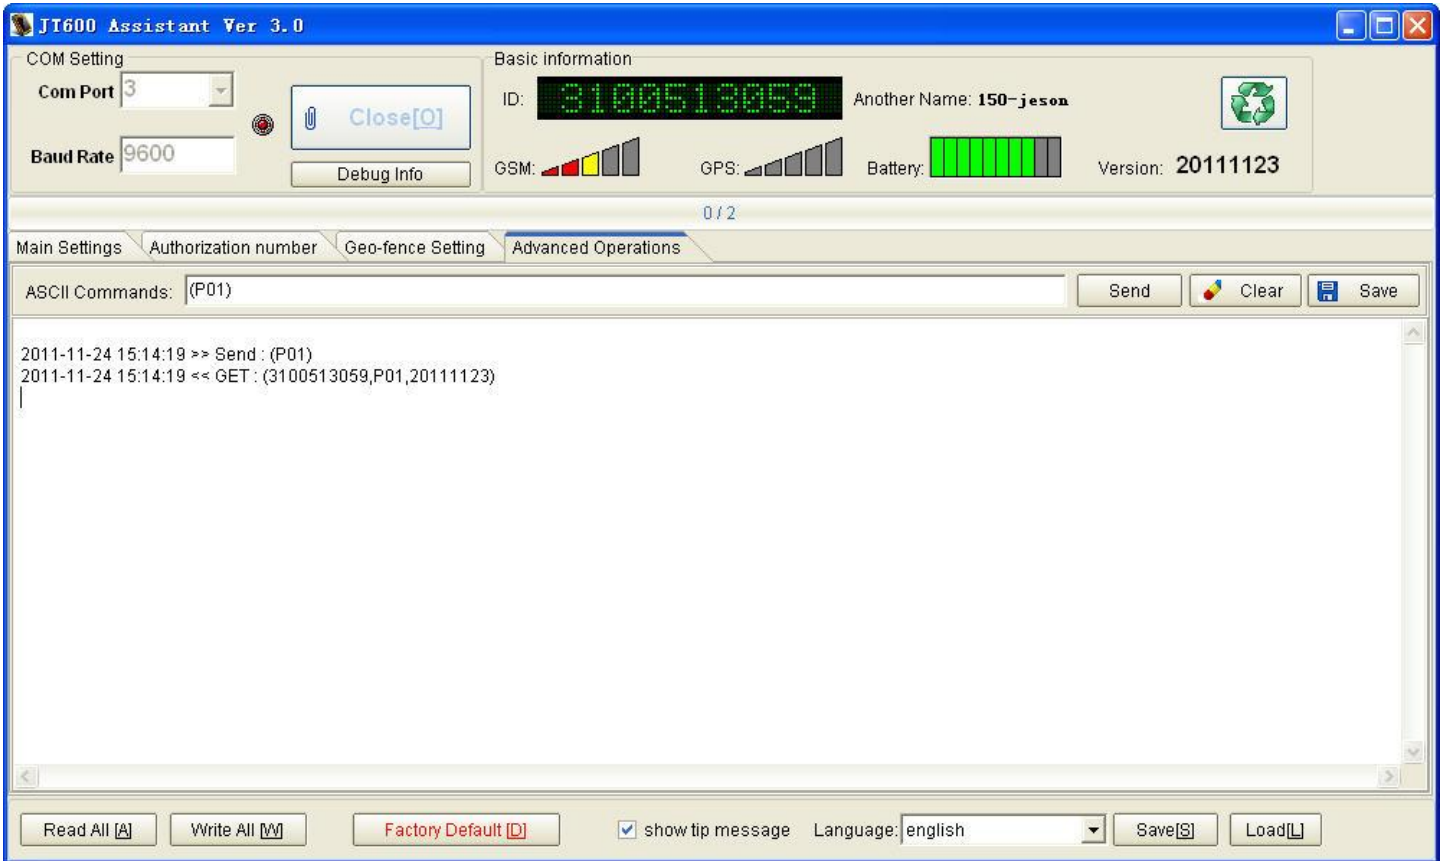 JT600 Assistant Ver 3.0
COM Setting
Com Port 3
Close[O]
Baud Rate 9600
Debug Info
Basic information
ID: 3100513059
Another Name: 150-jeson
GSM: GPS: Battery: Version: 20111123
0 / 2
Main Settings Authorization number Geo-fence Setting Advanced Operations
ASCII Commands: (P01) Send Clear Save
2011-11-24 15:14:19 >> Send : (P01)
2011-11-24 15:14:19 << GET : (3100513059,P01,20111123)
Read All [A] Write All [W] Factory Default [D] show tip message Language: english Save[S] Load[L]